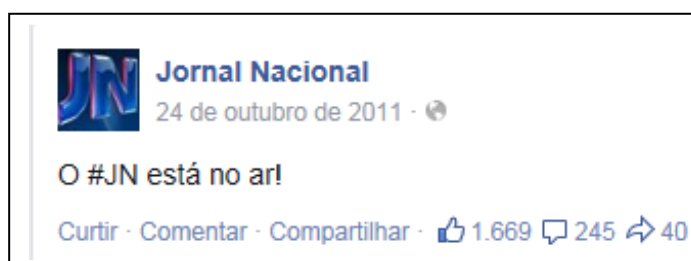 JN
Jornal Nacional
24 de outubro de 2011 ·
O #JN está no ar!
Curtir · Comentar · Compartilhar · 1.669 245 40